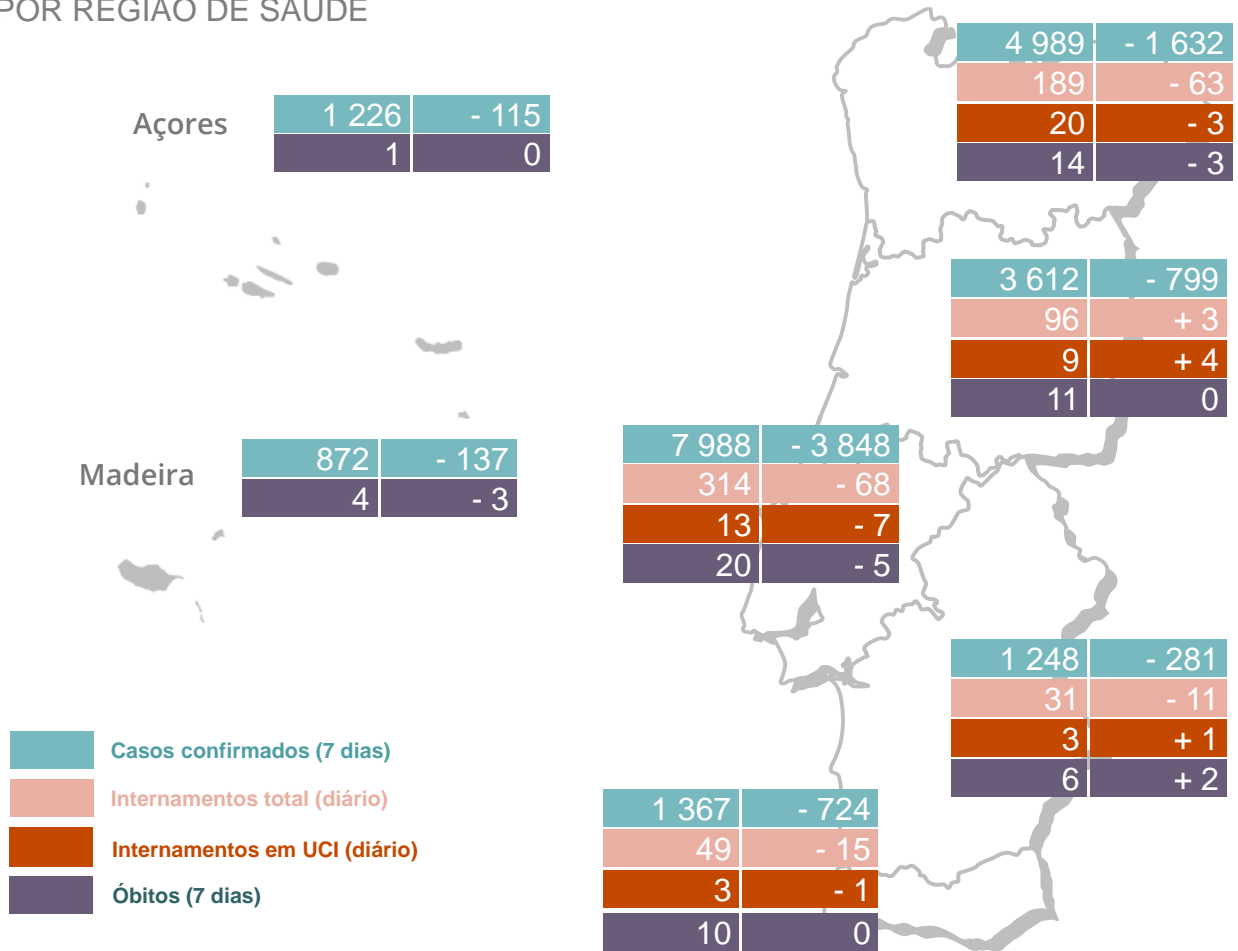 POR REGIÃO DE SAÚDE
Açores
1 226 - 115
1 0
Madeira
872 - 137
4 - 3
4 989 - 1 632
189 - 63
20 - 3
14 - 3
3 612 - 799
96 + 3
9 + 4
11 0
7 988 - 3 848
314 - 68
13 - 7
20 - 5
1 248 - 281
31 - 11
3 + 1
6 + 2
1 367 - 724
49 - 15
3 - 1
10 0
Casos confirmados (7 dias)
Internamentos total (diário)
Internamentos em UCI (diário)
Óbitos (7 dias)